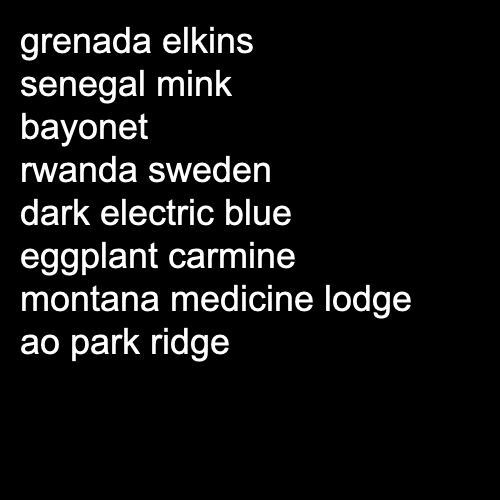 grenada elkins
senegal mink
bayonet
rwanda sweden
dark electric blue
eggplant carmine
montana medicine lodge
ao park ridge